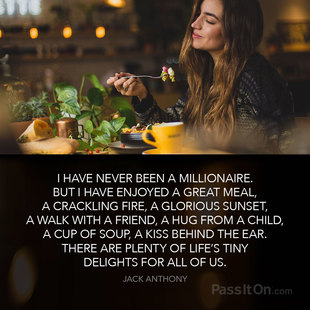 I HAVE NEVER BEEN A MILLIONAIRE.
BUT I HAVE ENJOYED A GREAT MEAL,
A CRACKLING FIRE, A GLORIOUS SUNSET,
A WALK WITH A FRIEND, A HUG FROM A CHILD,
A CUP OF SOUP, A KISS BEHIND THE EAR.
THERE ARE PLENTY OF LIFE'S TINY
DELIGHTS FOR ALL OF US.
JACK ANTHONY
PassItOn.com